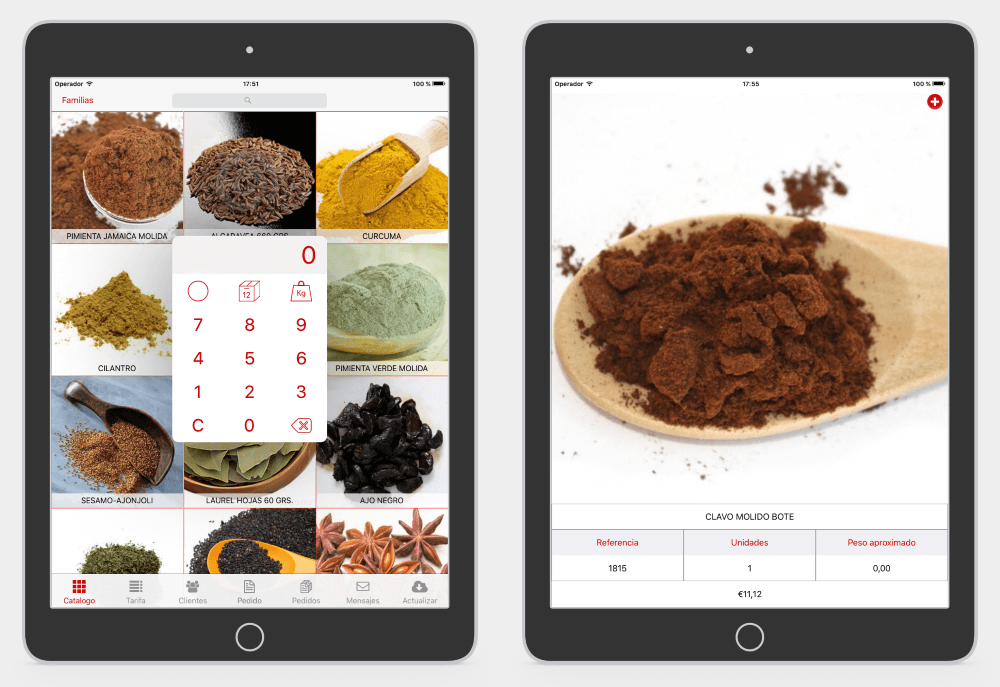 Operador 17:51 100 %
Familias
PIMIENTA JAMAICA MOLIDA
ALCARAVEA 660 GRS.
CURCUMA
0
12 Kg
7 8 9
4 5 6
1 2 3
C 0
CILANTRO
PIMIENTA VERDE MOLIDA
SESAMO-AJONJOLI
LAUREL HOJAS 60 GRS.
AJO NEGRO
Catalogo Tarifa Clientes Pedido Pedidos Mensajes Actualizar
Operador 17:55 100 %
CLAVO MOLIDO BOTE
Referencia Unidades Peso aproximado
1815 1 0,00
€11,12